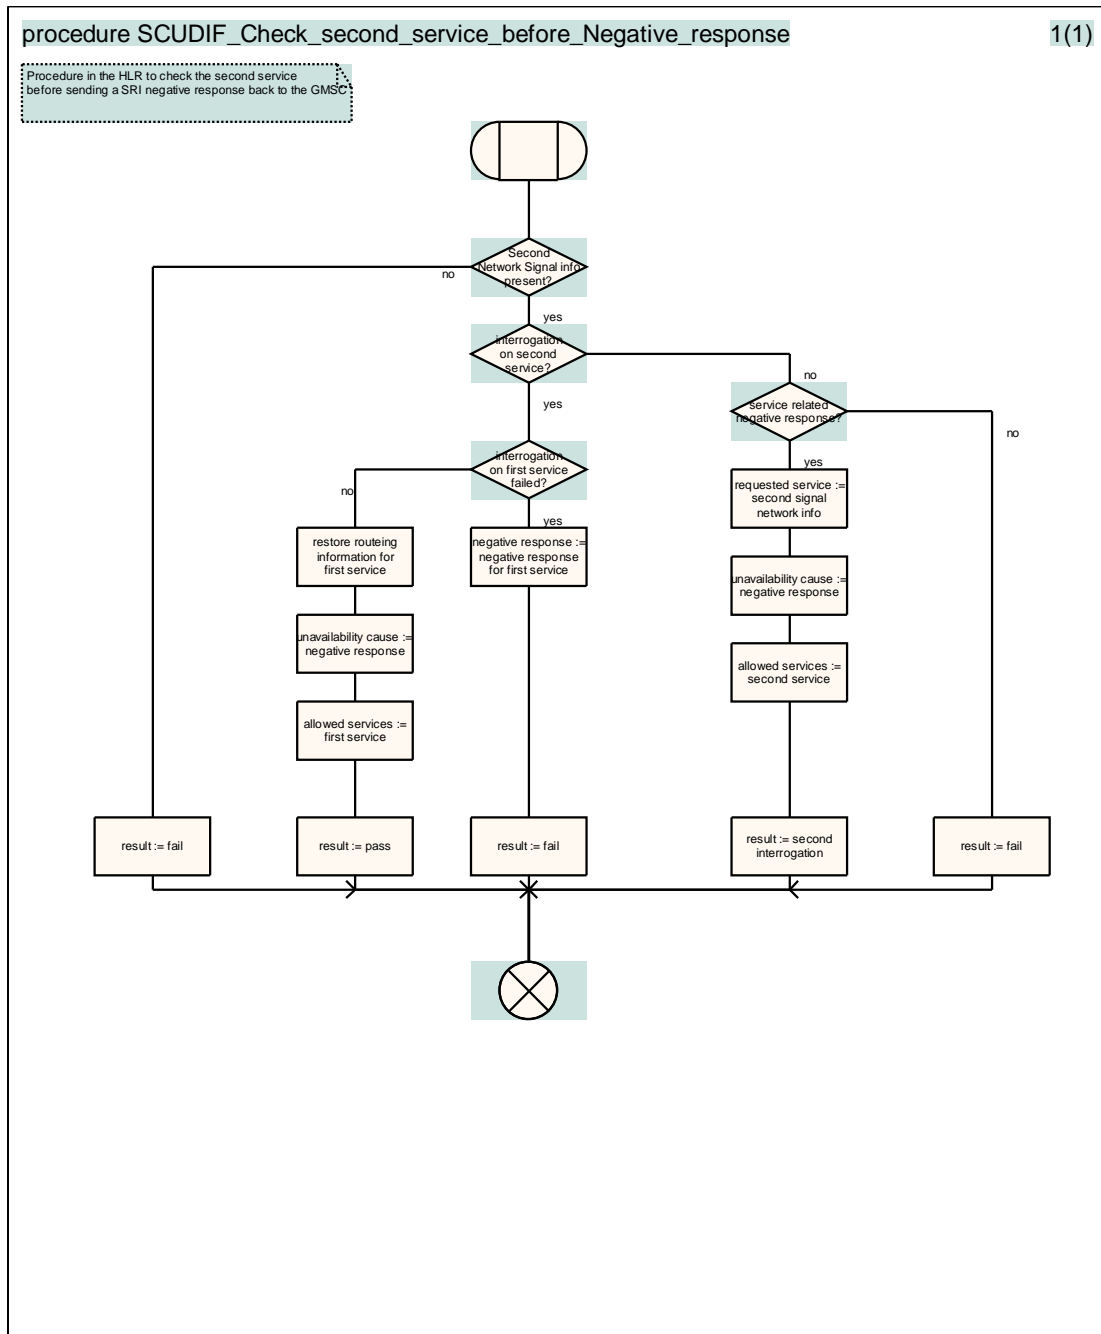 procedure SCUDIF_Check_second_service_before_Negative_response
1(1)
Procedure in the HLR to check the second service
before sending a SRI negative response back to the GMSC
Second
Network Signal info
present?
no
yes
interrogation
on second
service?
no
yes
service related
negative response?
no
yes
interrogation
on first service
failed?
no
yes
requested service :=
second signal
network info
restore routeing
information for
first service
negative response :=
negative response
for first service
unavailability cause :=
negative response
unavailability cause :=
negative response
allowed services :=
second service
allowed services :=
first service
result := fail
result := pass
result := fail
result := second
interrogation
result := fail